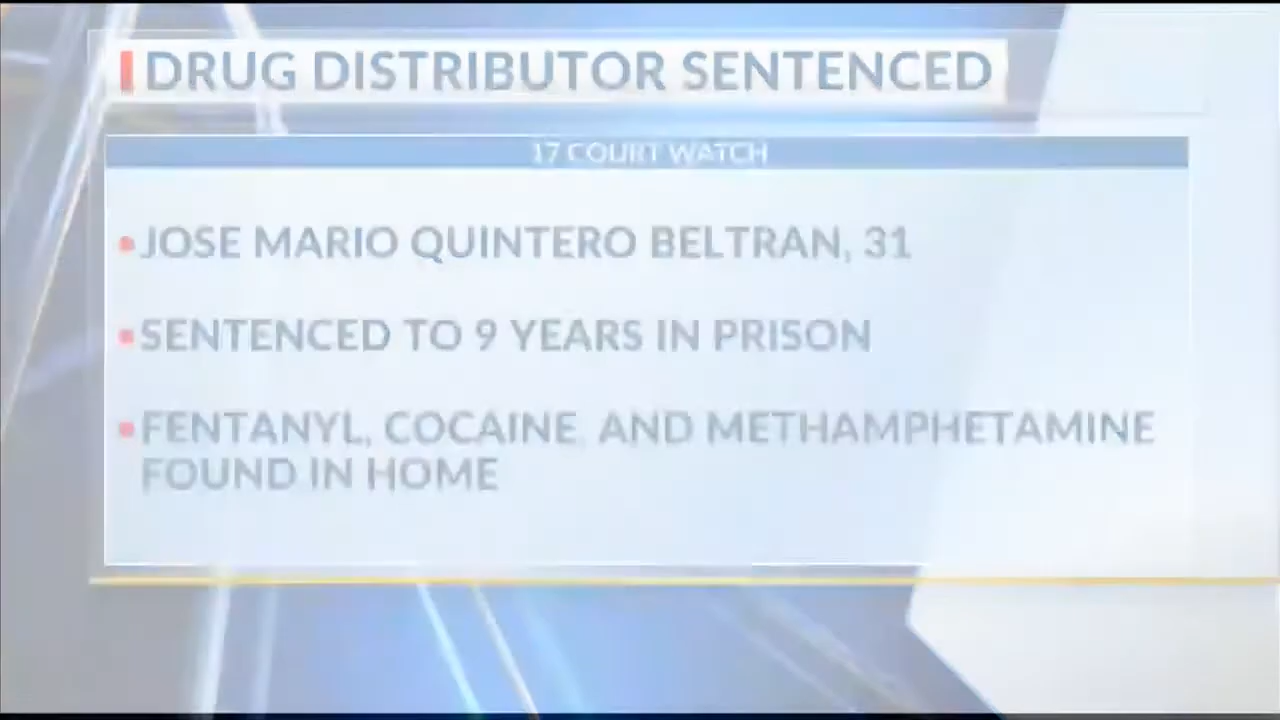 DRUG DISTRIBUTOR SENTENCED
17 COURT WATCH
•JOSE MARIO QUINTERO BELTRAN, 31
•SENTENCED TO 9 YEARS IN PRISON
•FENTANYL, COCAINE, AND METHAMPHETAMINE
FOUND IN HOME